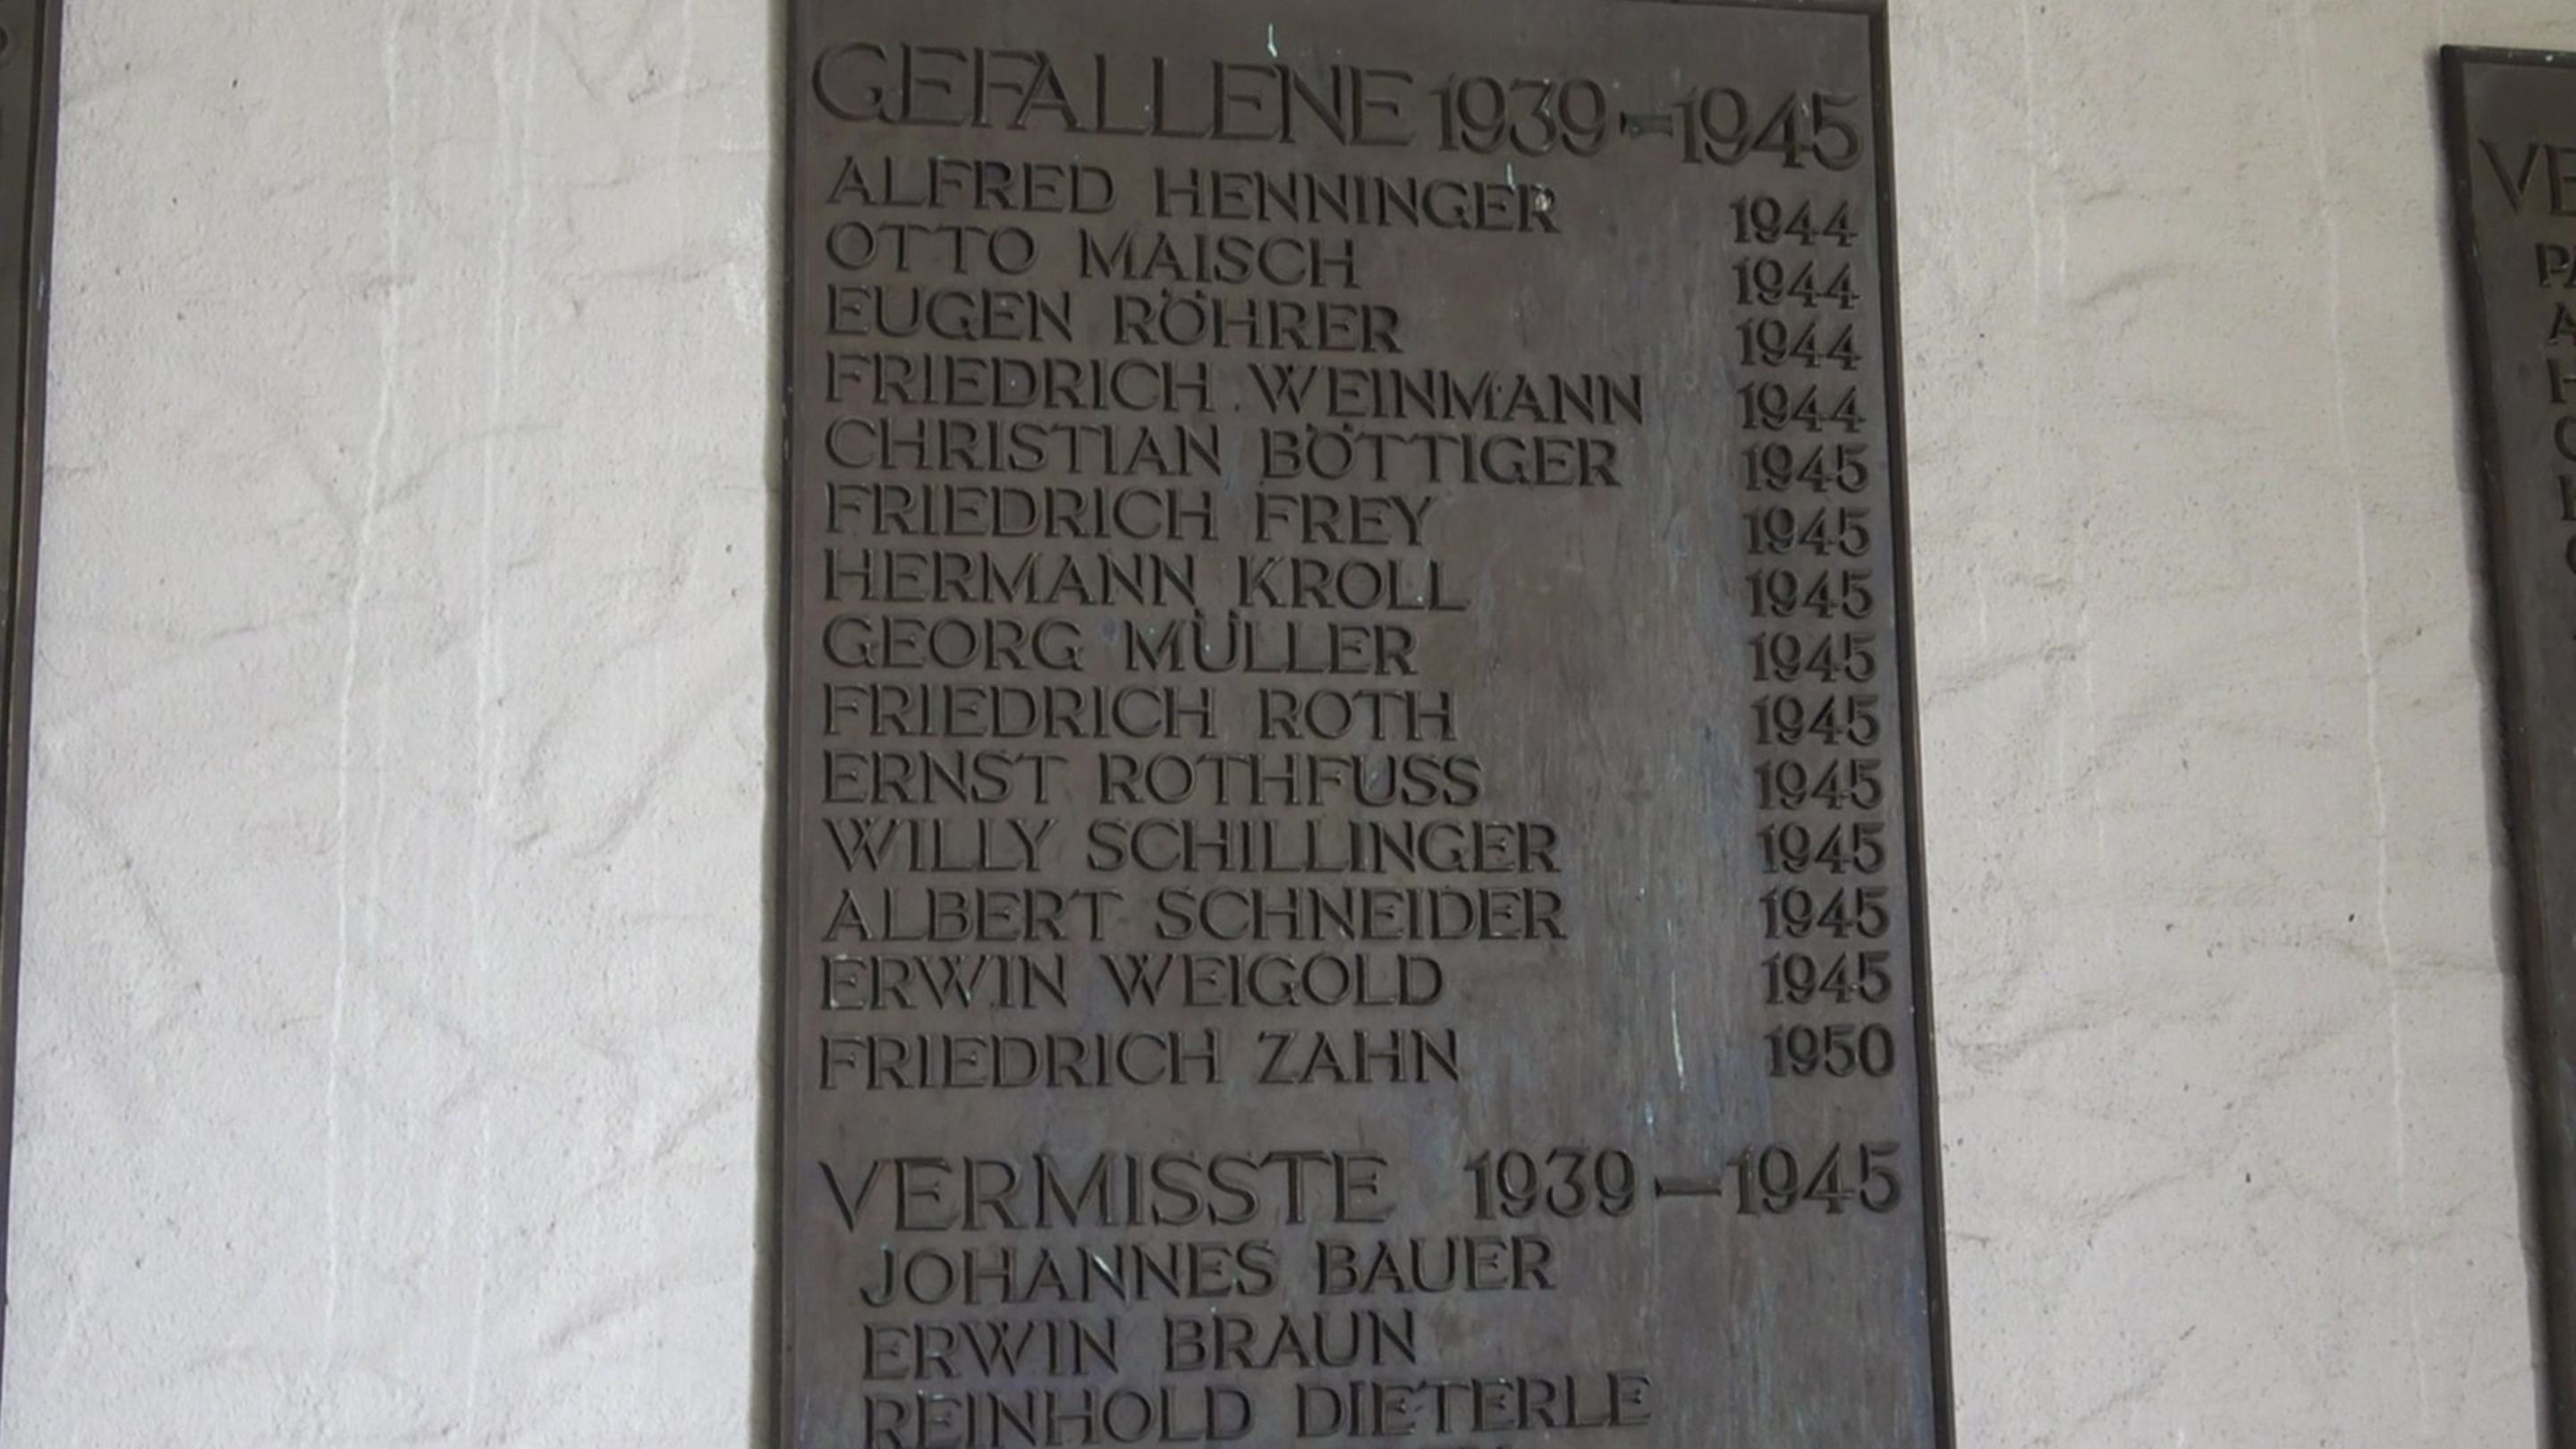 GEFALLENE 1939-1945
ALFRED HENNINGER 1944
OTTO MAISCH 1944
EUGEN RÖHRER 1944
FRIEDRICH WEINMANN 1944
CHRISTIAN BÖTTIGER 1945
FRIEDRICH FREY 1945
HERMANN KROLL 1945
GEORG MÜLLER 1945
FRIEDRICH ROTH 1945
ERNST ROTHFUSS 1945
WILLY SCHILLINGER 1945
ALBERT SCHNEIDER 1945
ERWIN WEIGOLD 1945
FRIEDRICH ZAHN 1950
VERMISSTE 1939-1945
JOHANNES BAUER
ERWIN BRAUN
REINHOLD DIETERLE